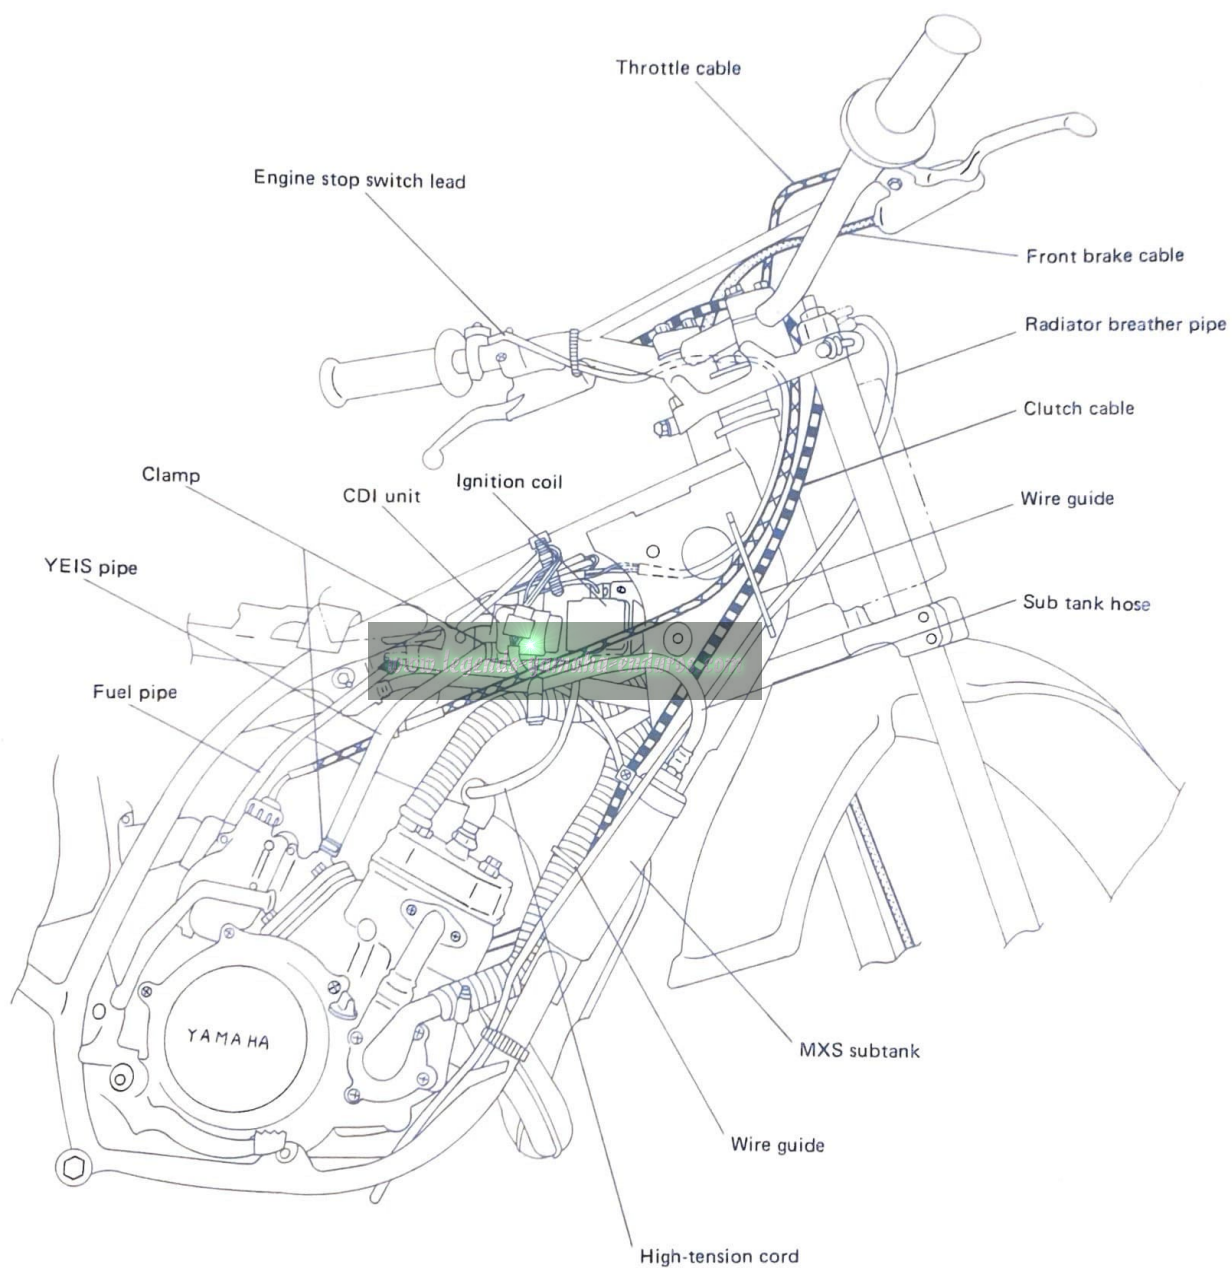 Throttle cable
Engine stop switch lead
Front brake cable
Radiator breather pipe
Clutch cable
Clamp
Ignition coil
CDI unit
Wire guide
YEIS pipe
Sub tank hose
Fuel pipe
YAMAHA
MXS subtank
Wire guide
High-tension cord